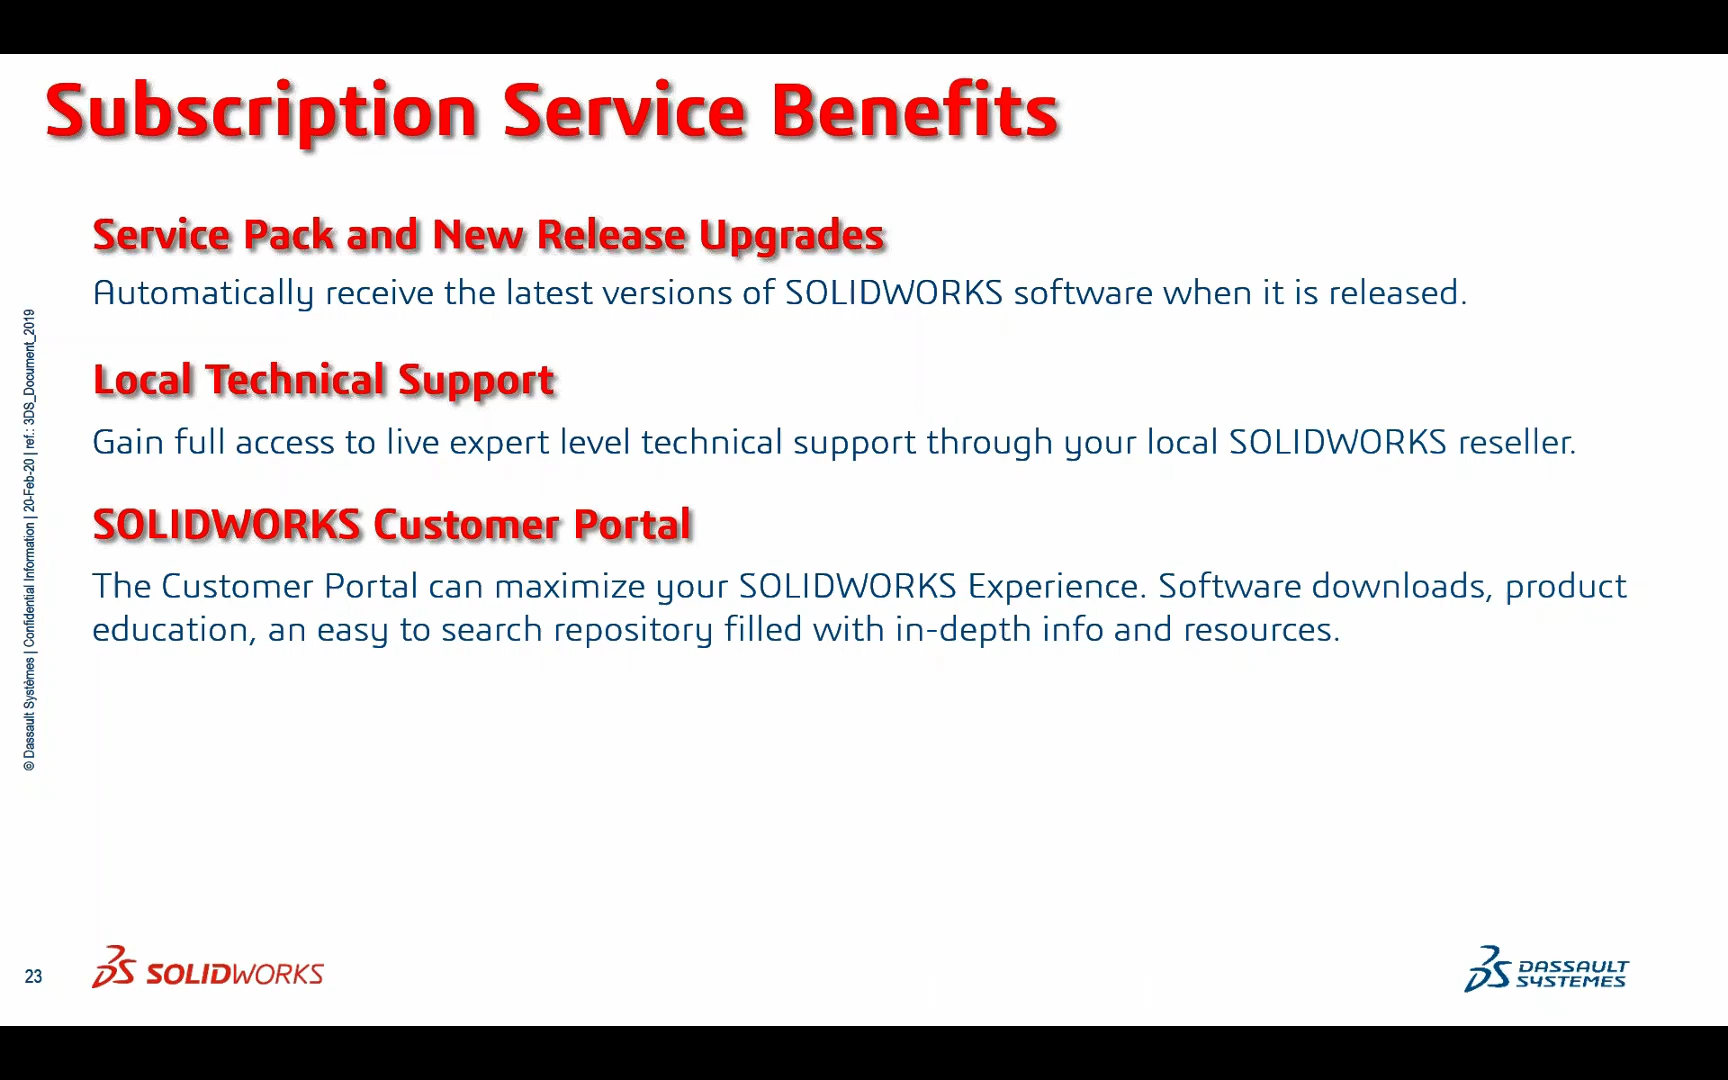 Subscription Service Benefits
Service Pack and New Release Upgrades
Automatically receive the latest versions of SOLIDWORKS software when it is released.
Local Technical Support
Gain full access to live expert level technical support through your local SOLIDWORKS reseller.
SOLIDWORKS Customer Portal
The Customer Portal can maximize your SOLIDWORKS Experience. Software downloads, product
education, an easy to search repository filled with in-depth info and resources.
© Dassault Systèmes | Confidential Information | 20-Feb-20 | ref.: 3DS_Document_2019
23
SOLIDWORKS
DASSAULT
SYSTEMES